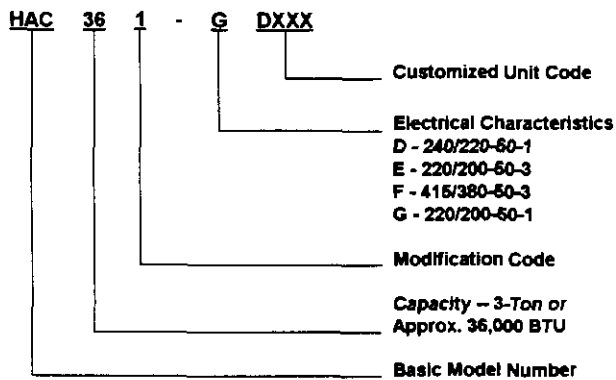 HAC 36 1 - G DXXX
Customized Unit Code
Electrical Characteristics
D - 240/220-50-1
E - 220/200-50-3
F - 415/380-50-3
G - 220/200-50-1
Modification Code
Capacity – 3-Ton or
Approx. 36,000 BTU
Basic Model Number